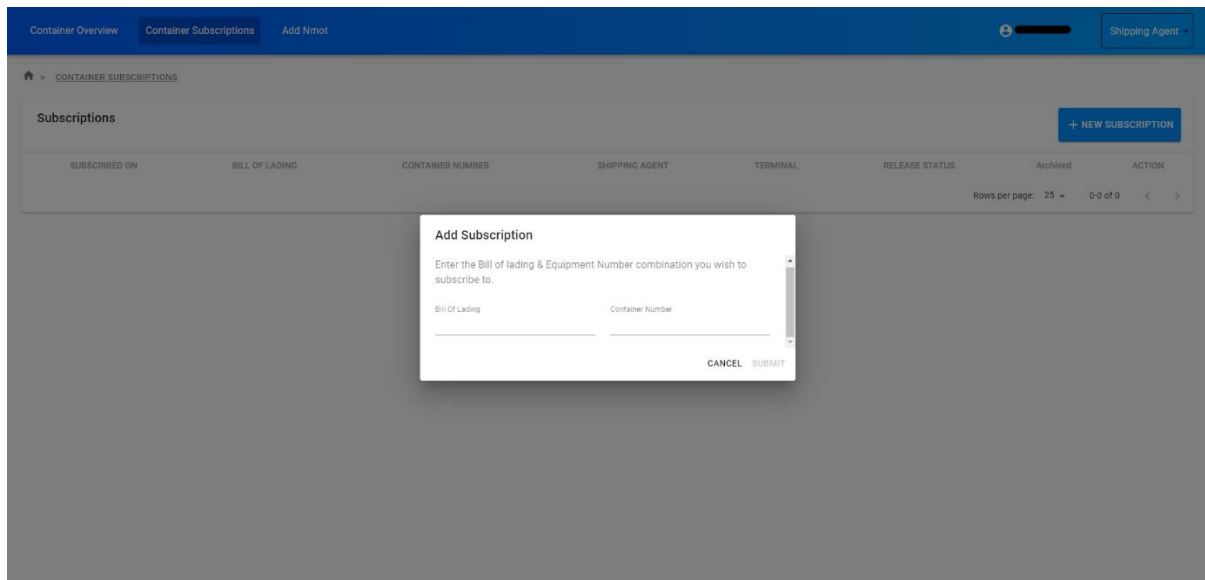 Container Overview Container Subscriptions Add Nmot Shipping Agent
> CONTAINER SUBSCRIPTIONS
Subscriptions
+ NEW SUBSCRIPTION
SUBSCRIBED ON BILL OF LADING CONTAINER NUMBER SHIPPING AGENT TERMINAL RELEASE STATUS Archived ACTION
Rows per page: 25 0-0 of 0 < >
Add Subscription
Enter the Bill of lading & Equipment Number combination you wish to
subscribe to.
Bill Of Lading Container Number
CANCEL SUBMIT